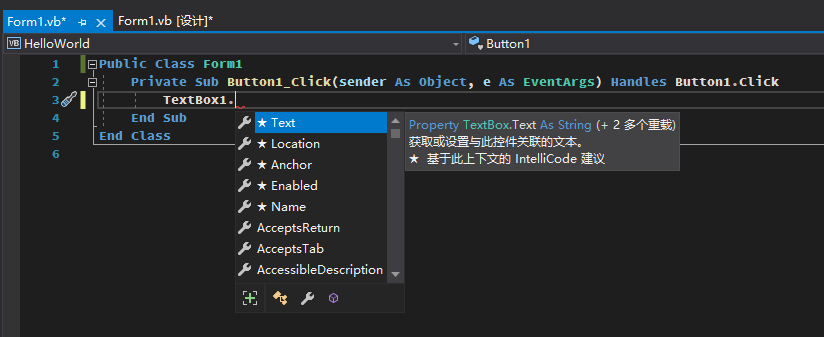 Form1.vb* Form1.vb [设计]*
VB HelloWorld Button1
1 Public Class Form1
2 Private Sub Button1_Click(sender As Object, e As EventArgs) Handles Button1.Click
3 TextBox1.
4 End Sub
5 End Class
6
★ Text
★ Location
★ Anchor
★ Enabled
★ Name
AcceptsReturn
AcceptsTab
AccessibleDescription
Property TextBox.Text As String (+ 2 多个重载)
获取或设置与此控件关联的文本。
★ 基于此上下文的 IntelliCode 建议